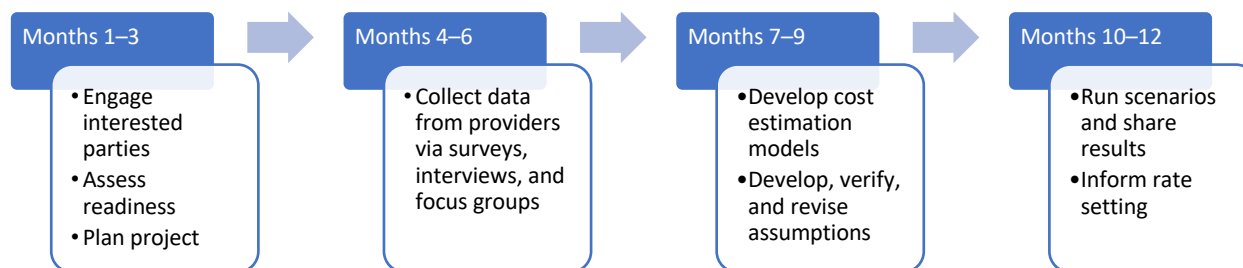 Months 1–3
• Engage
interested
parties
• Assess
readiness
• Plan project
Months 4–6
• Collect data
from providers
via surveys,
interviews, and
focus groups
Months 7–9
•Develop cost
estimation
models
•Develop, verify,
and revise
assumptions
Months 10–12
•Run scenarios
and share
results
•Inform rate
setting